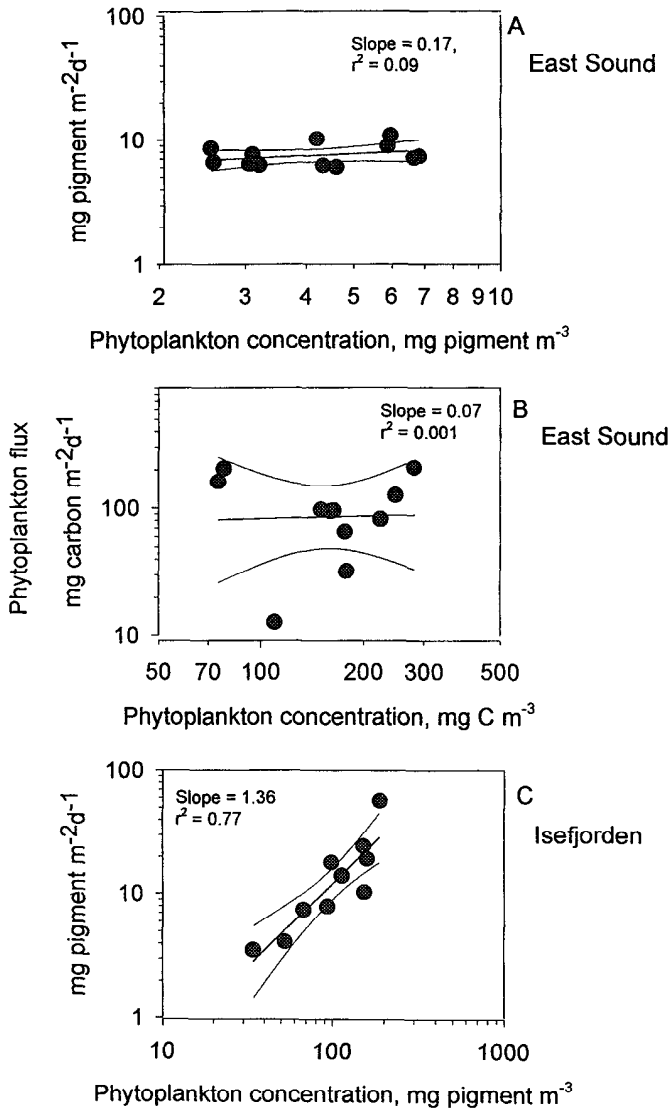 A
East Sound
Slope = 0.17,
r² = 0.09
100
10
1
mg pigment m⁻²d⁻¹
2 3 4 5 6 7 8 9 10
Phytoplankton concentration, mg pigment m⁻³
B
East Sound
Slope = 0.07
r² = 0.001
100
10
Phytoplankton flux
mg carbon m⁻²d⁻¹
50 70 100 200 300 500
Phytoplankton concentration, mg C m⁻³
C
Isefjorden
Slope = 1.36
r² = 0.77
100
10
1
mg pigment m⁻²d⁻¹
10 100 1000
Phytoplankton concentration, mg pigment m⁻³